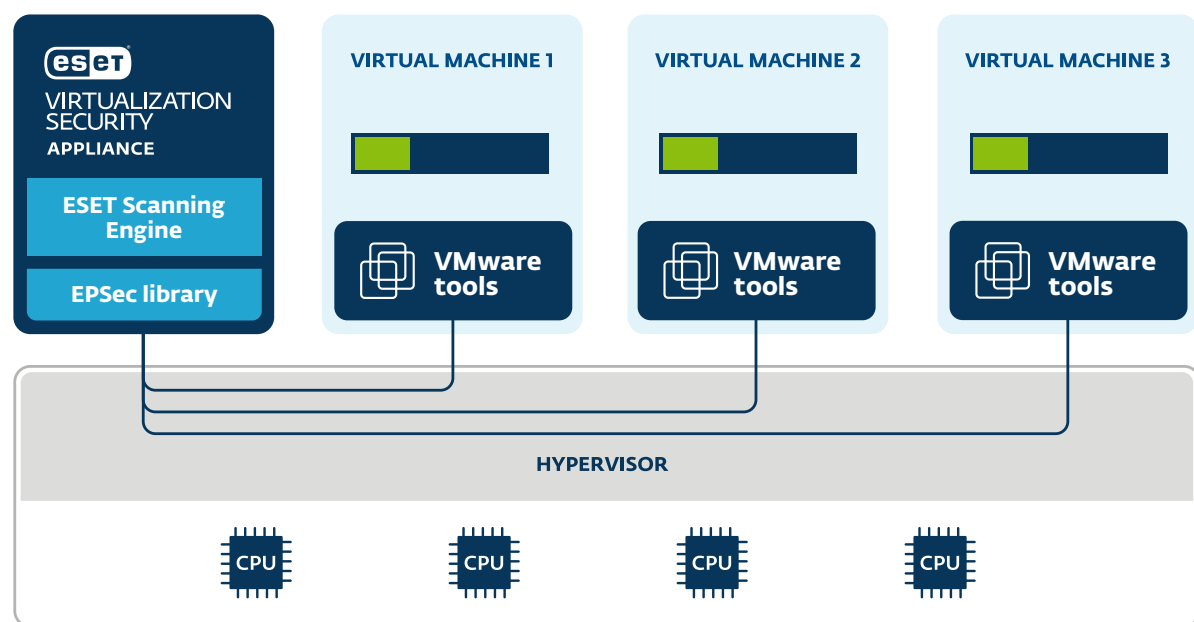 eset
VIRTUALIZATION
SECURITY
APPLIANCE
ESET Scanning
Engine
EPSec library
VIRTUAL MACHINE 1
VMware
tools
VIRTUAL MACHINE 2
VMware
tools
VIRTUAL MACHINE 3
VMware
tools
HYPERVISOR
CPU
CPU
CPU
CPU